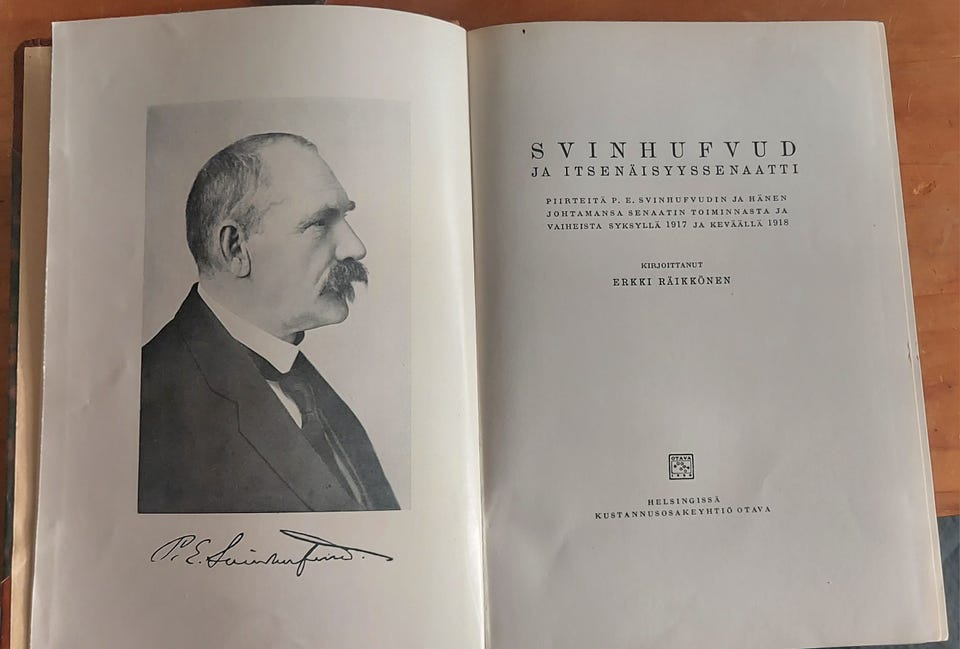 P. E. Svinhufvud.
SVINHUFVUD
JA ITSENÄISYYSSENAATTI
PIIRTEITÄ P. E. SVINHUFVUDIN JA HÄNEN
JOHTAMANSA SENAATIN TOIMINNASTA JA
VAIHEISTA SYKSYLLÄ 1917 JA KEVÄÄLLÄ 1918
KIRJOITTANUT
ERKKI RÄIKKÖNEN
OTAVA
HELSINGISSÄ
KUSTANNUSOSAKEYHTIÖ OTAVA